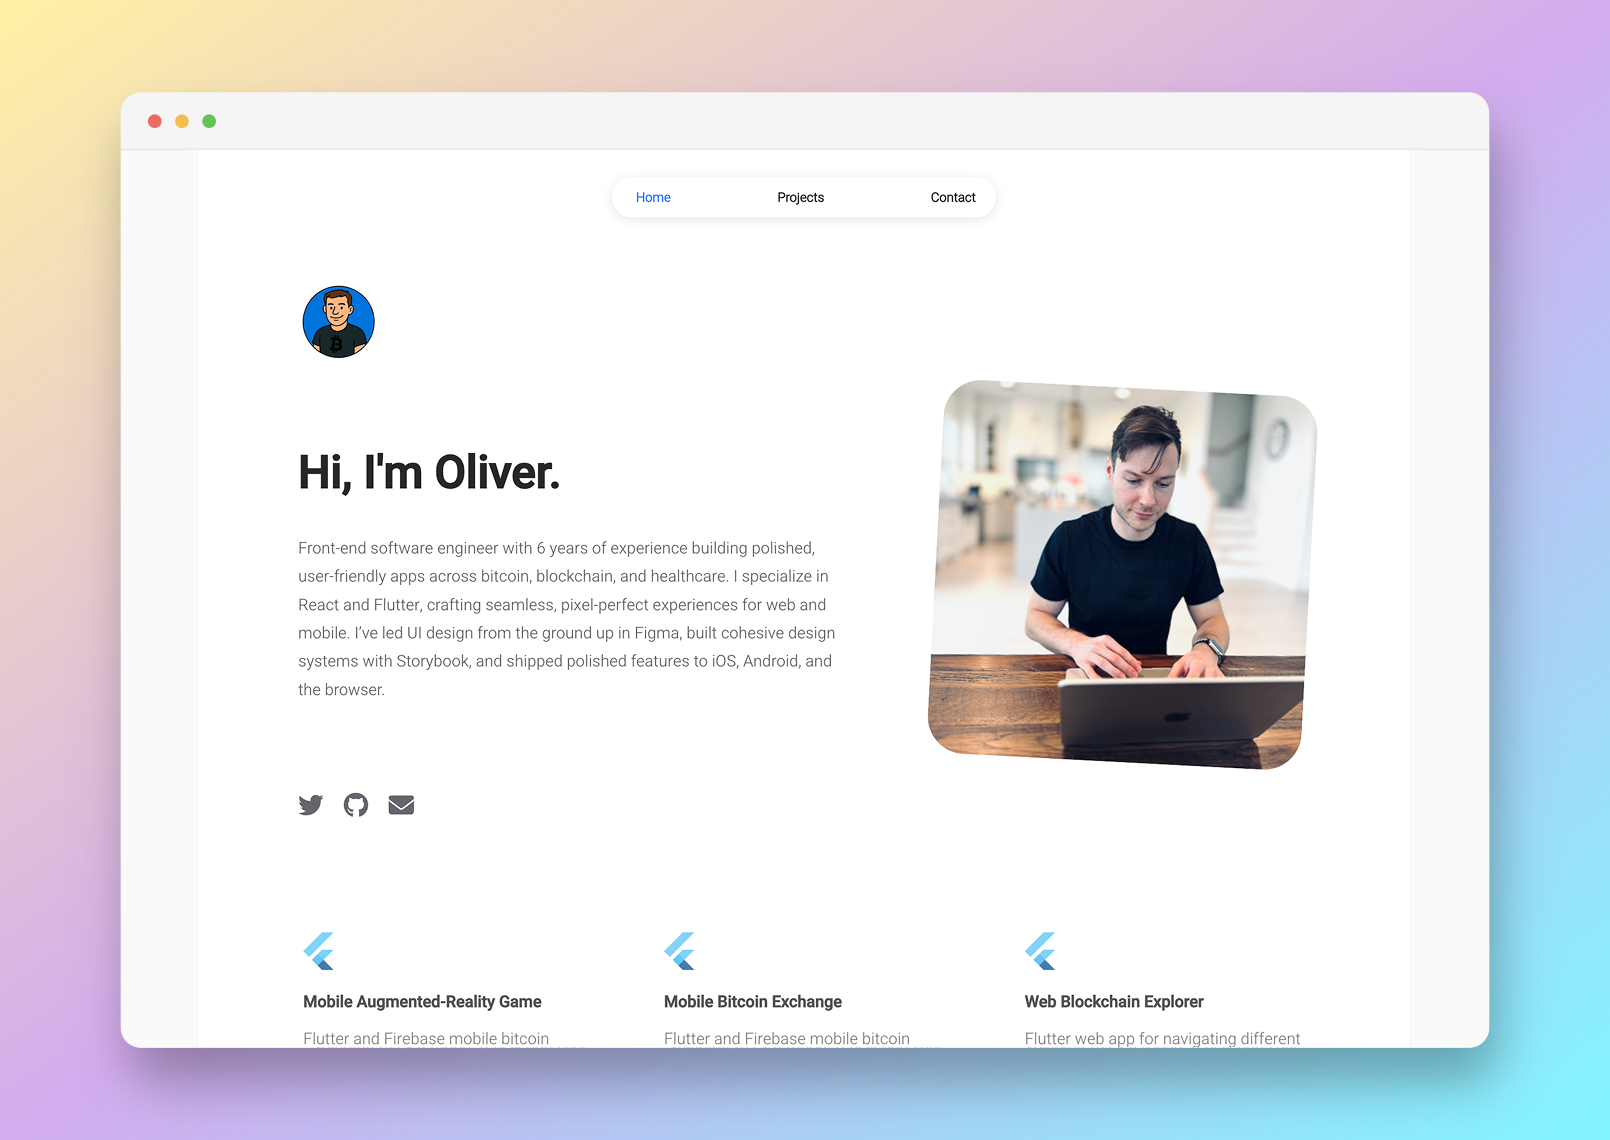 Home
Projects
Contact
Hi, I'm Oliver.
Front-end software engineer with 6 years of experience building polished,
user-friendly apps across bitcoin, blockchain, and healthcare. I specialize in
React and Flutter, crafting seamless, pixel-perfect experiences for web and
mobile. I’ve led UI design from the ground up in Figma, built cohesive design
systems with Storybook, and shipped polished features to iOS, Android, and
the browser.
Mobile Augmented-Reality Game
Flutter and Firebase mobile bitcoin
Mobile Bitcoin Exchange
Flutter and Firebase mobile bitcoin
Web Blockchain Explorer
Flutter web app for navigating different